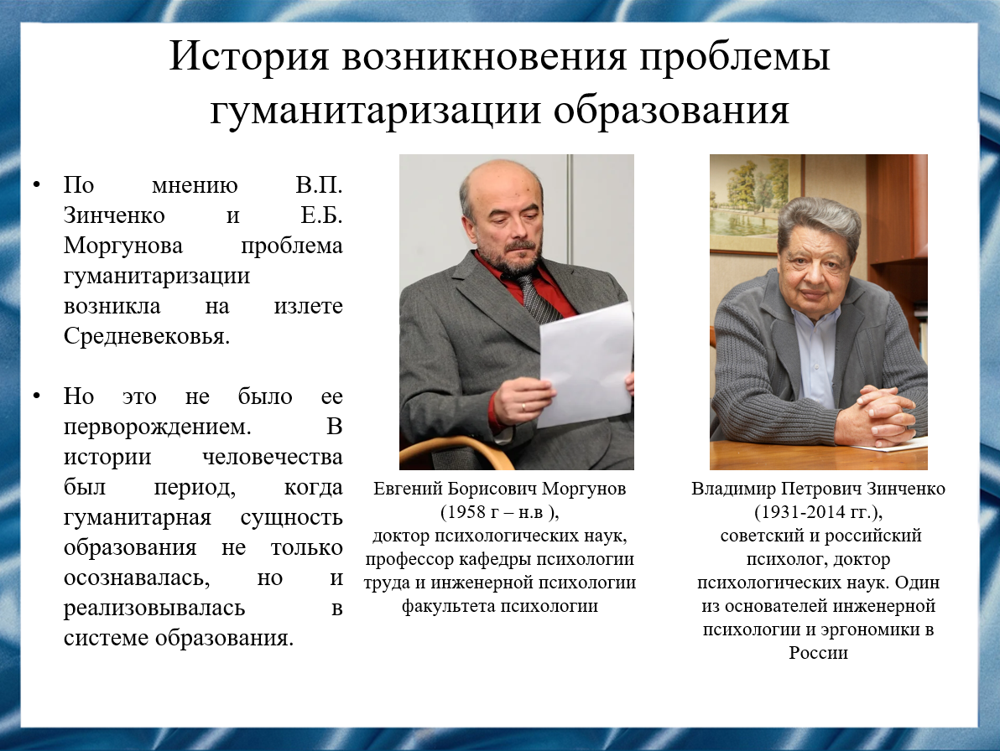 История возникновения проблемы
гуманитаризации образования
• По мнению В.П.
Зинченко и Е.Б.
Моргунова проблема
гуманитаризации
возникла на излете
Средневековья.
• Но это не было ее
перворождением. В
истории человечества
был период, когда
гуманитарная сущность
образования не только
осознавалась, но и
реализовывалась в
системе образования.
Евгений Борисович Моргунов
(1958 г – н.в ),
доктор психологических наук,
профессор кафедры психологии
труда и инженерной психологии
факультета психологии
Владимир Петрович Зинченко
(1931-2014 гг.),
советский и российский
психолог, доктор
психологических наук. Один
из основателей инженерной
психологии и эргономики в
России